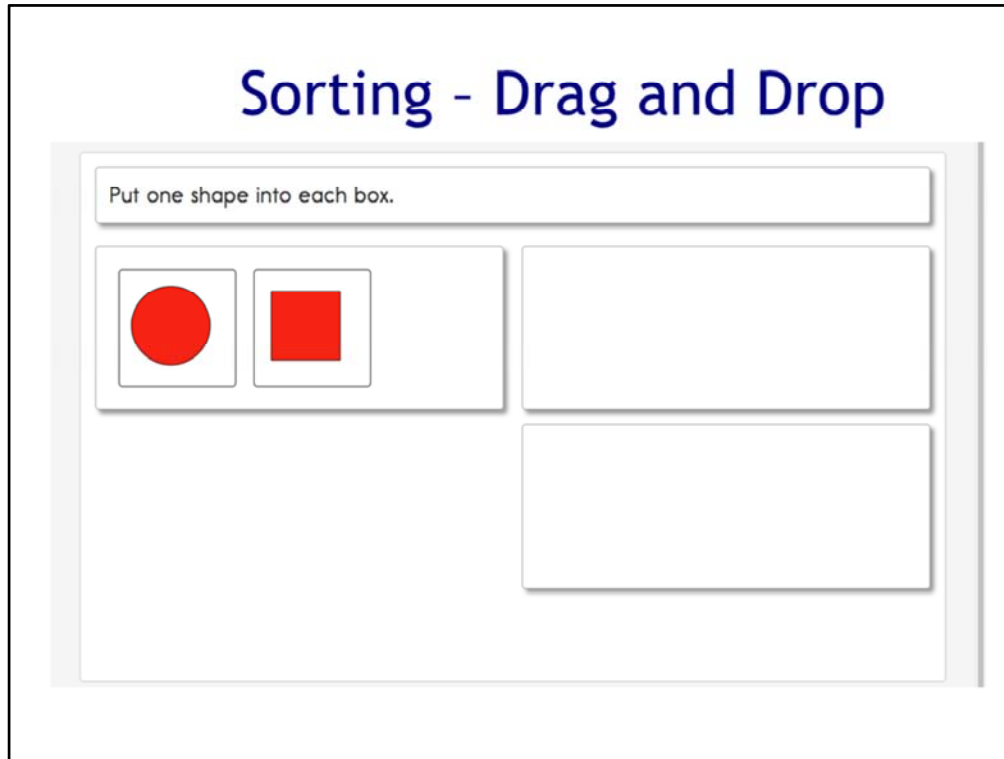 Sorting – Drag and Drop
Put one shape into each box.